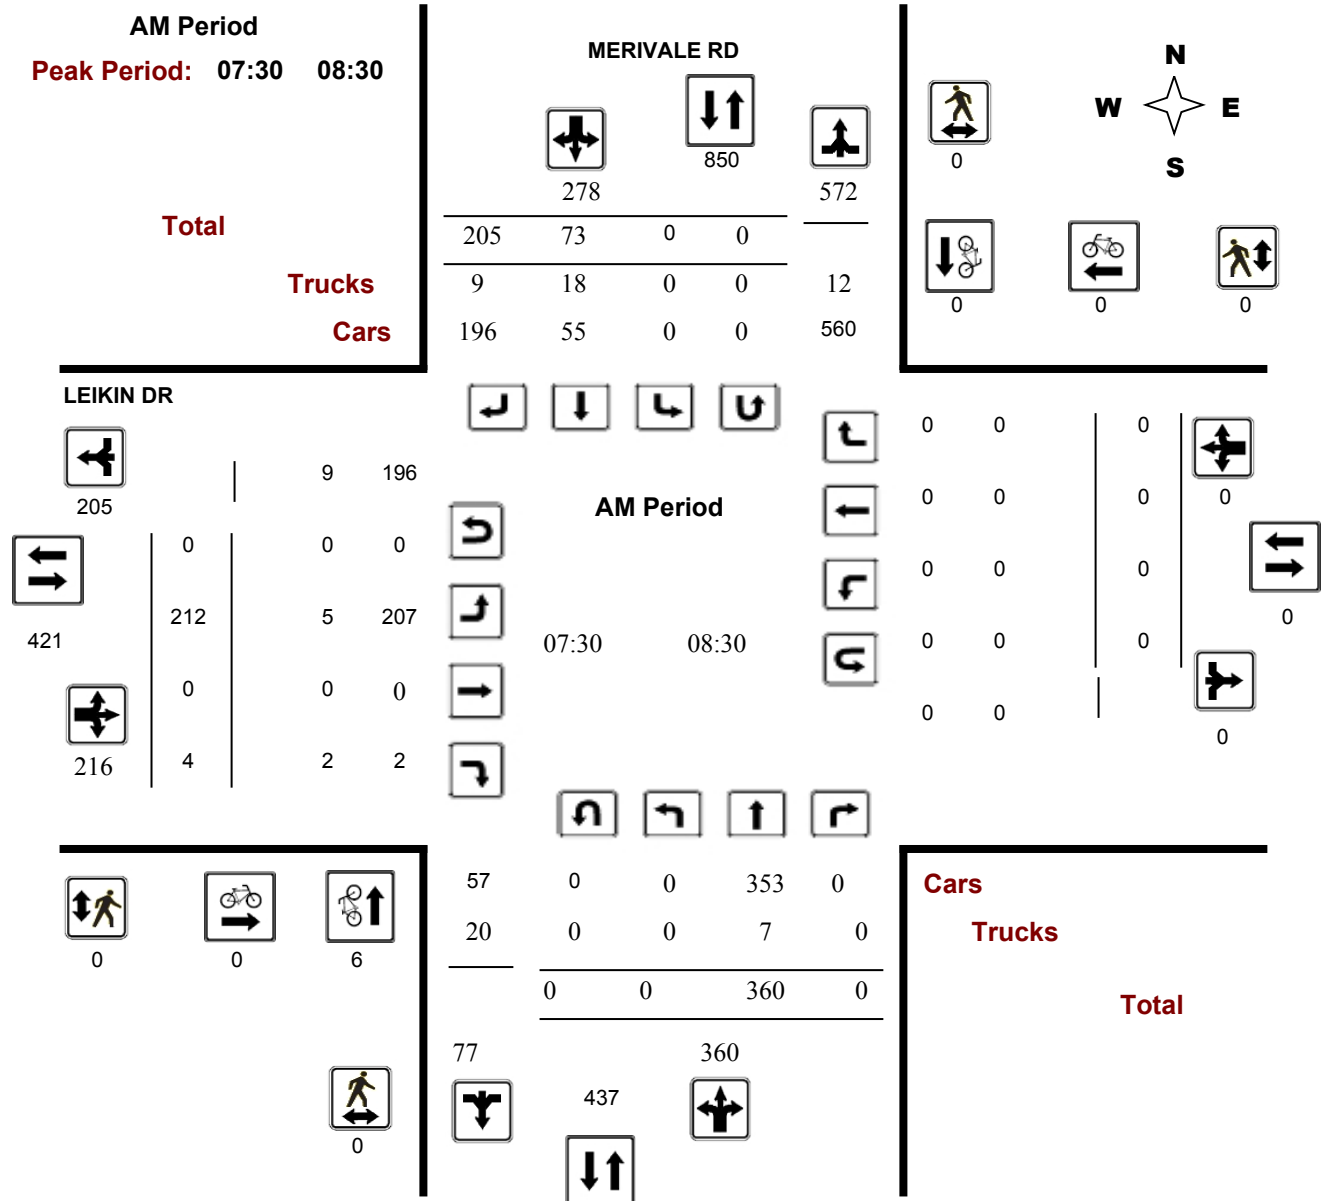 AM Period
MERIVALE RD
Peak Period: 07:30 08:30
N
W E
S
850
0
278
572
Total
205 73 0 0
Trucks
9 18 0 0 12
0 0 0
Cars
196 55 0 0 560
LEIKIN DR
0 0 0
9 196
205
AM Period
0 0 0 0
0 0 0
0 0 0
212 5 207
0
421
07:30 08:30
0 0 0
0 0 0
0 0
0
216 4 2 2
57 0 0 353 0
Cars
20 0 0 7 0
Trucks
0 0 6
0 0 360 0
Total
77 360
437
0